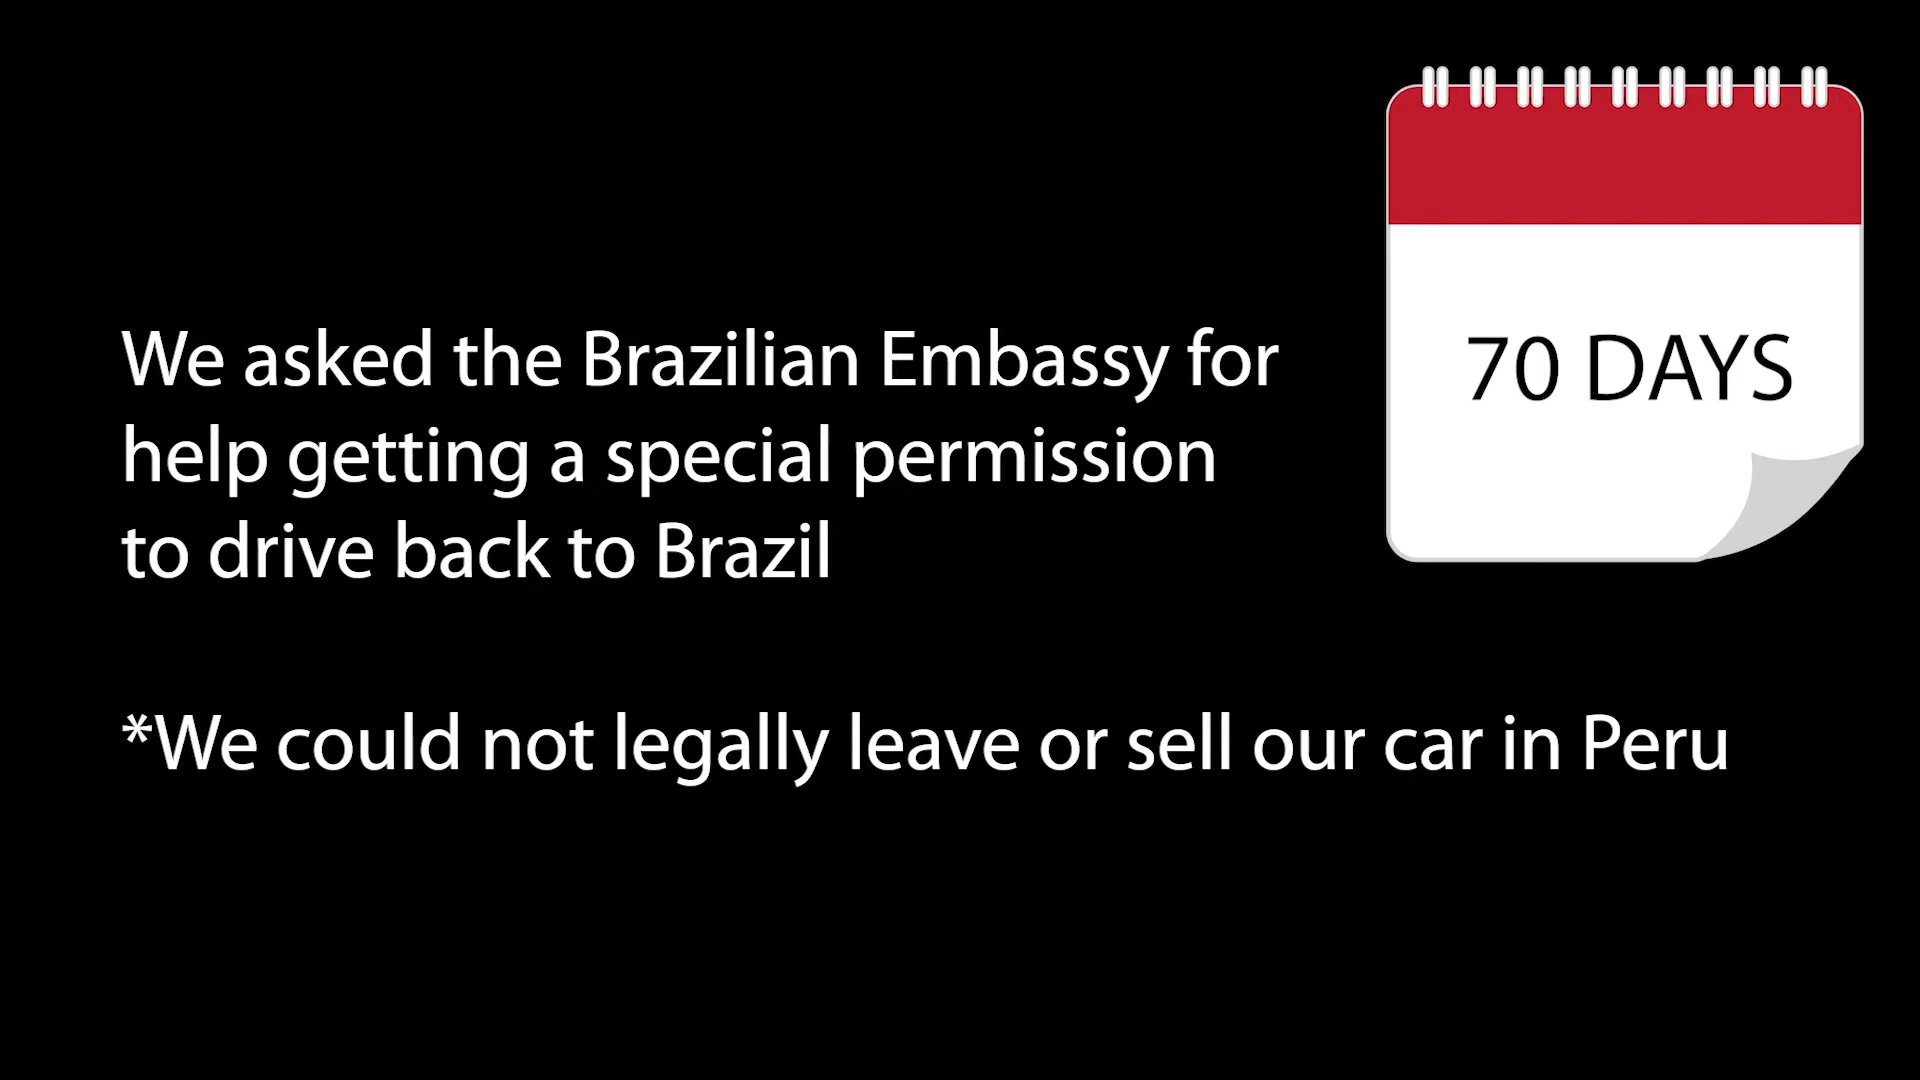 We asked the Brazilian Embassy for
help getting a special permission
to drive back to Brazil
*We could not legally leave or sell our car in Peru
70 DAYS